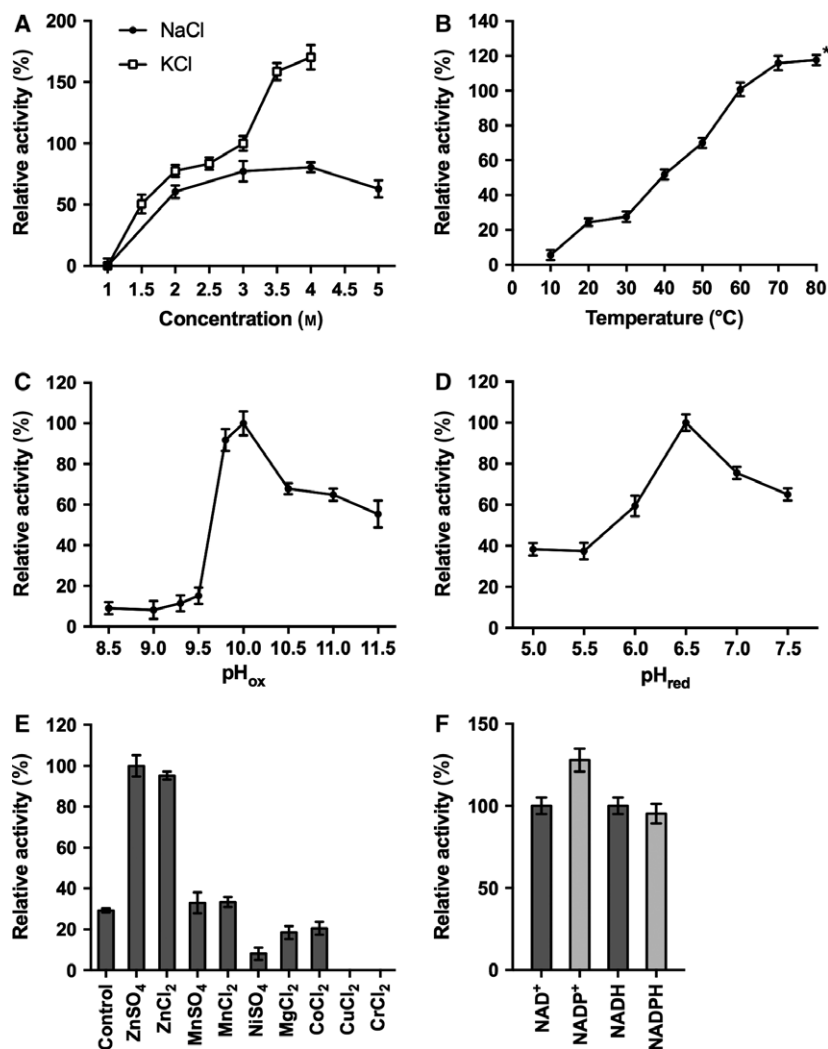 A
NaCl
KCl
Relative activity (%)
200
150
100
50
0
1 1.5 2 2.5 3 3.5 4 4.5 5
Concentration (M)
B
*
Relative activity (%)
140
120
100
80
60
40
20
0
0 10 20 30 40 50 60 70 80
Temperature (°C)
C
Relative activity (%)
120
100
80
60
40
20
0
8.5 9.0 9.5 10.0 10.5 11.0 11.5
pHox
D
Relative activity (%)
120
100
80
60
40
20
0
5.0 5.5 6.0 6.5 7.0 7.5
pHred
E
Relative activity (%)
120
100
80
60
40
20
0
Control
ZnSO4
ZnCl2
MnSO4
MnCl2
NiSO4
MgCl2
CoCl2
CuCl2
CrCl2
F
Relative activity (%)
150
100
50
0
NAD+
NADP+
NADH
NADPH